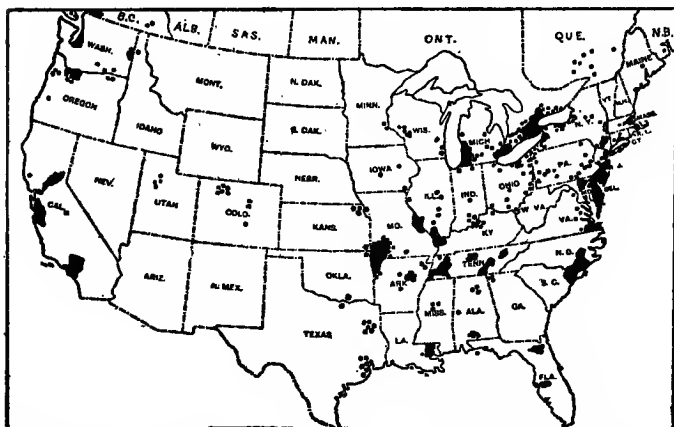 B.C. ALB. SAS. MAN. ONT. QUE. N.B.
WASH. MONT. N. DAK. MINN. MAINE
OREGON IDAHO WYO. S. DAK. WIS. MICH. N.Y. VT. N.H.
NEBR. IOWA PA.
NEV. UTAH COLO. ILL. IND. OHIO DEL.
CAL. KANS. MO. KY W VA. VA.
ARIZ. N. MEX. OKLA. ARK TENN. N. D.
TEXAS LA. MISS. ALA. GA. S. C.
FLA.